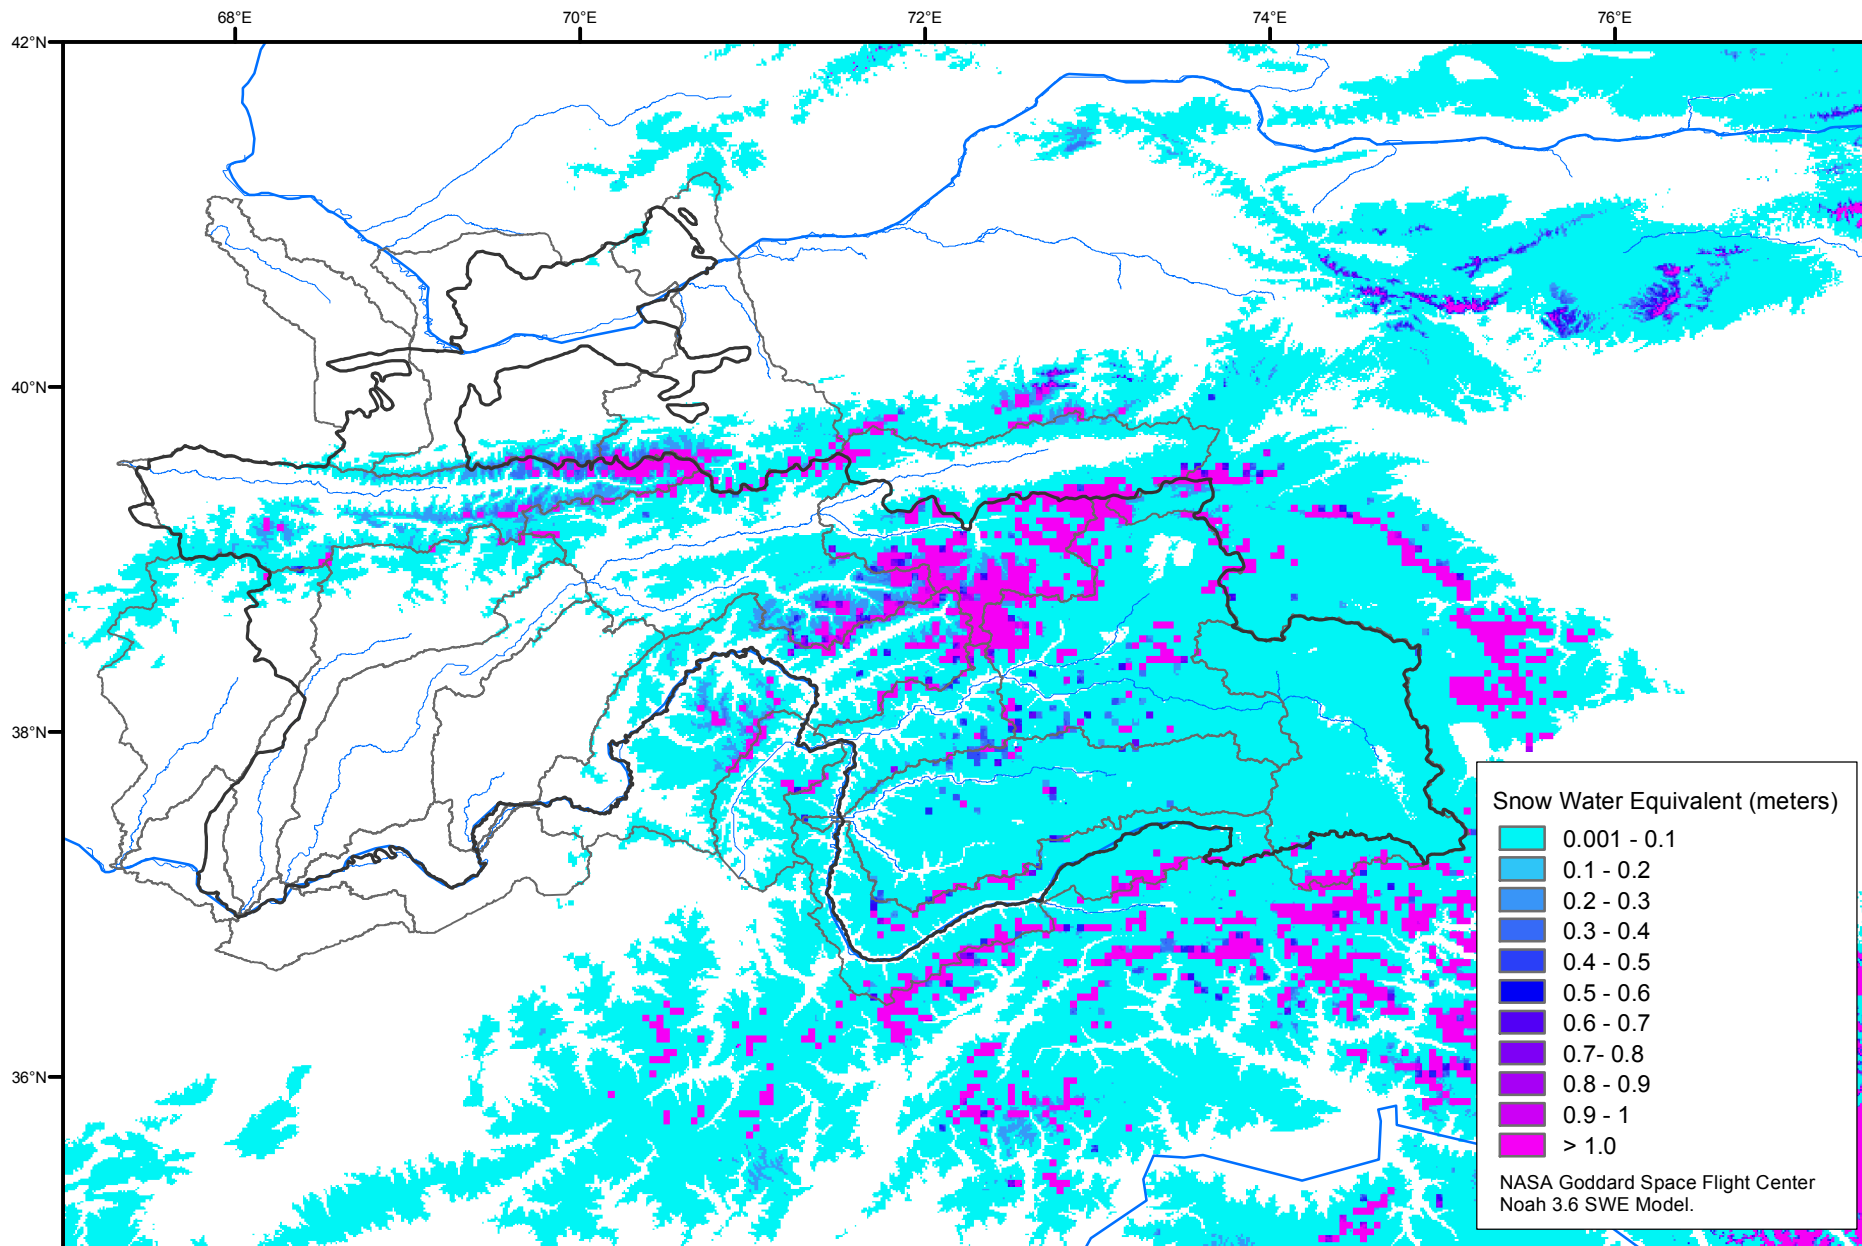 68°E
70°E
72°E
74°E
76°E
42°N
40°N
38°N
36°N
Snow Water Equivalent (meters)
0.001 - 0.1
0.1 - 0.2
0.2 - 0.3
0.3 - 0.4
0.4 - 0.5
0.5 - 0.6
0.6 - 0.7
0.7- 0.8
0.8 - 0.9
0.9 - 1
> 1.0
NASA Goddard Space Flight Center
Noah 3.6 SWE Model.